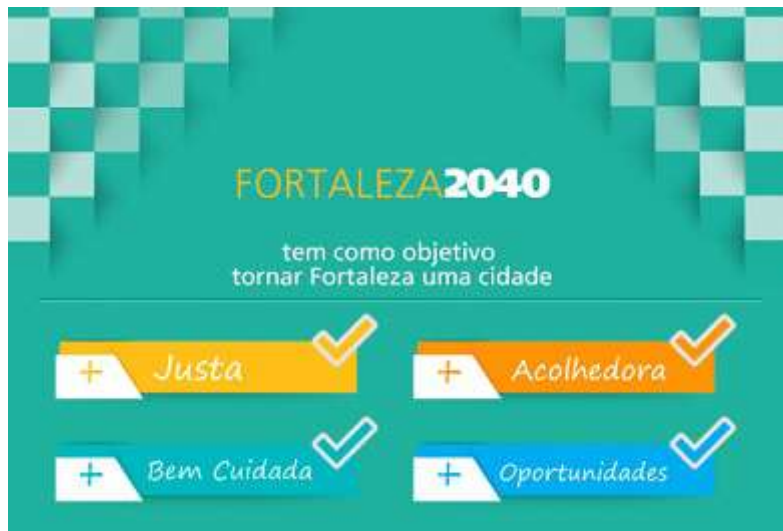 FORTALEZA2040
tem como objetivo
tornar Fortaleza uma cidade
+ Justa
+ Acolhedora
+ Bem Cuidada
+ Oportunidades